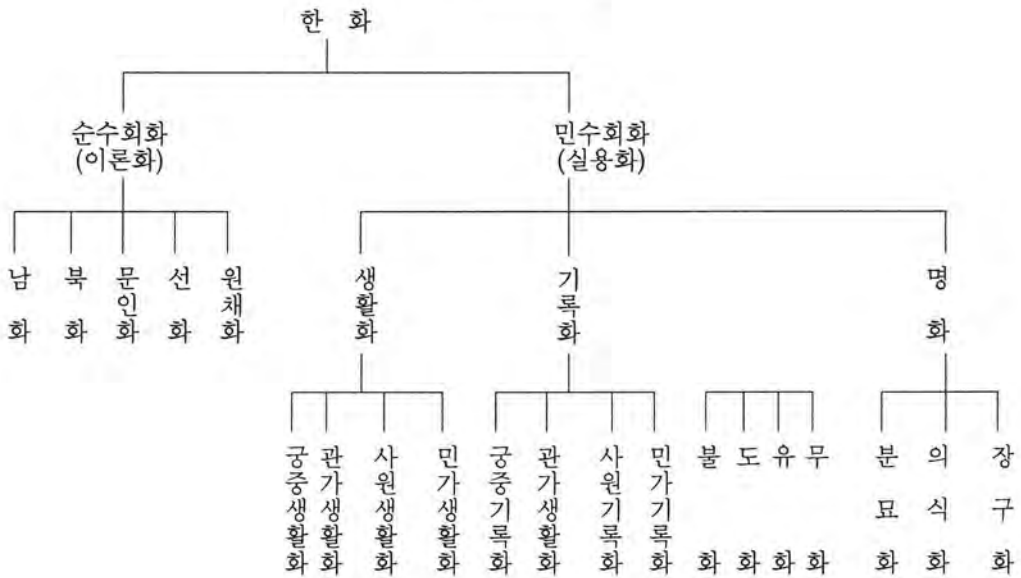 한 화
순수회화
(이론화)
민수회화
(실용화)
남화
북화
문인화
선화
원채화
생활화
기록화
명화
궁중생활화
관가생활화
사원생활화
민가생활화
궁중기록화
관가생활화
사원기록화
민가기록화
불화
도화
유화
무화
분묘화
의식화
장구화